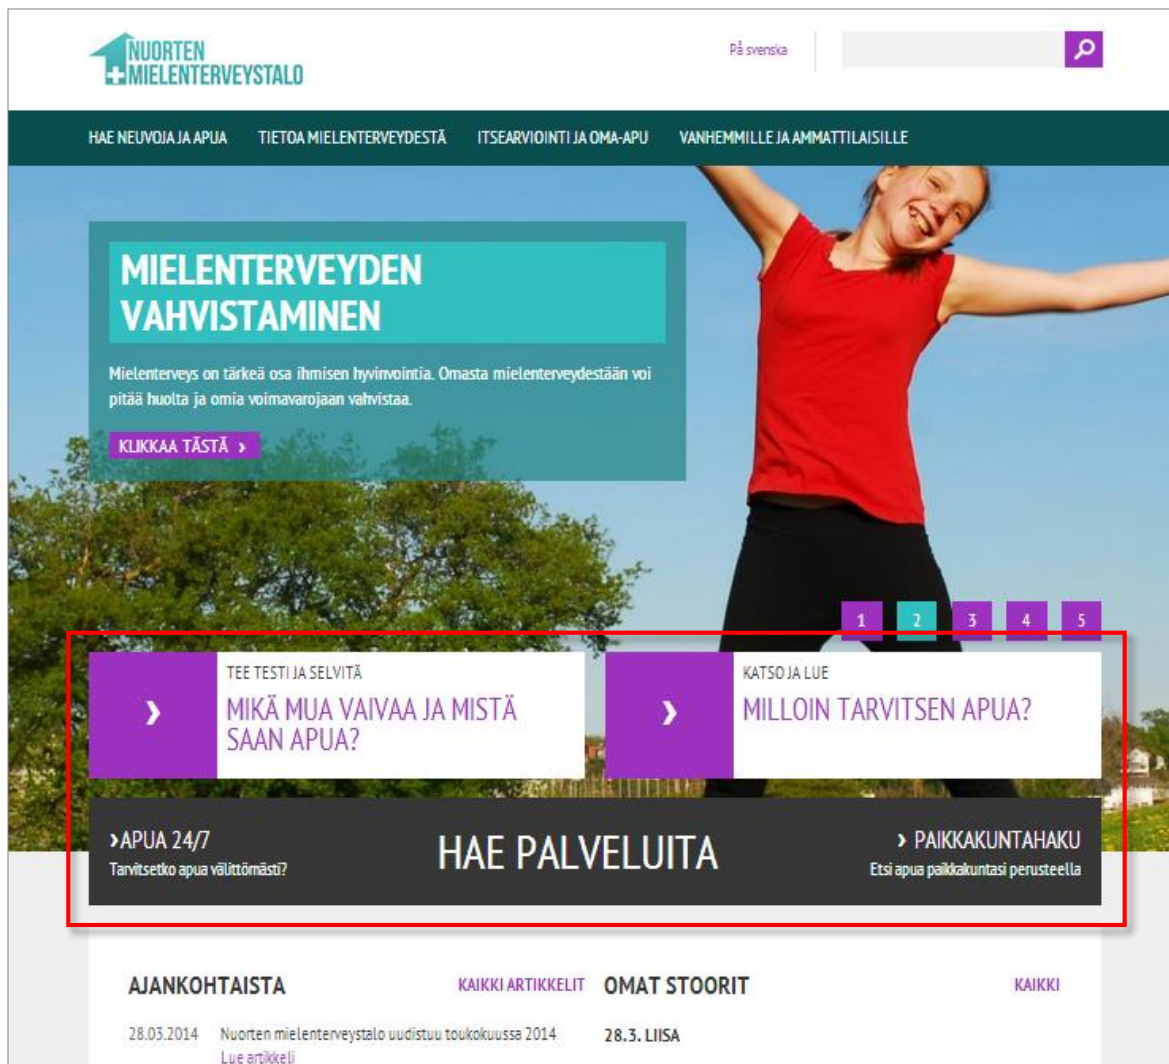 NUORTEN
MIELENTERVEYSTALO
På svenska
HAE NEUVOJA JA APUA TIETOA MIELENTERVEYDESTÄ ITSEARVIOINTI JA OMA-APU VANHEMMILLE JA AMMATTILAISILLE
MIELENTERVEYDEN
VAHVISTAMINEN
Mielenterveys on tärkeä osa ihmisen hyvinvointia. Omasta mielenterveydestään voi
pitää huolta ja omia voimavarojaan vahvistaa.
KLIKKAA TÄSTÄ ›
1 2 3 4 5
TEE TESTI JA SELVITÄ
MIKÄ MUA VAIVAA JA MISTÄ
SAAN APUA?
KATSO JA LUE
MILLOIN TARVITSEN APUA?
›APUA 24/7
Tarvitsetko apua välittömästi?
HAE PALVELUITA
› PAIKKAKUNTAHAKU
Etsi apua paikkakuntasi perusteella
AJANKOHTAISTA KAIKKI ARTIKKELIT
28.03.2014 Nuorten mielenterveystalo uudistuu toukokuussa 2014
Lue artikkeli
OMAT STOORIT KAIKKI
28.3. LIISA